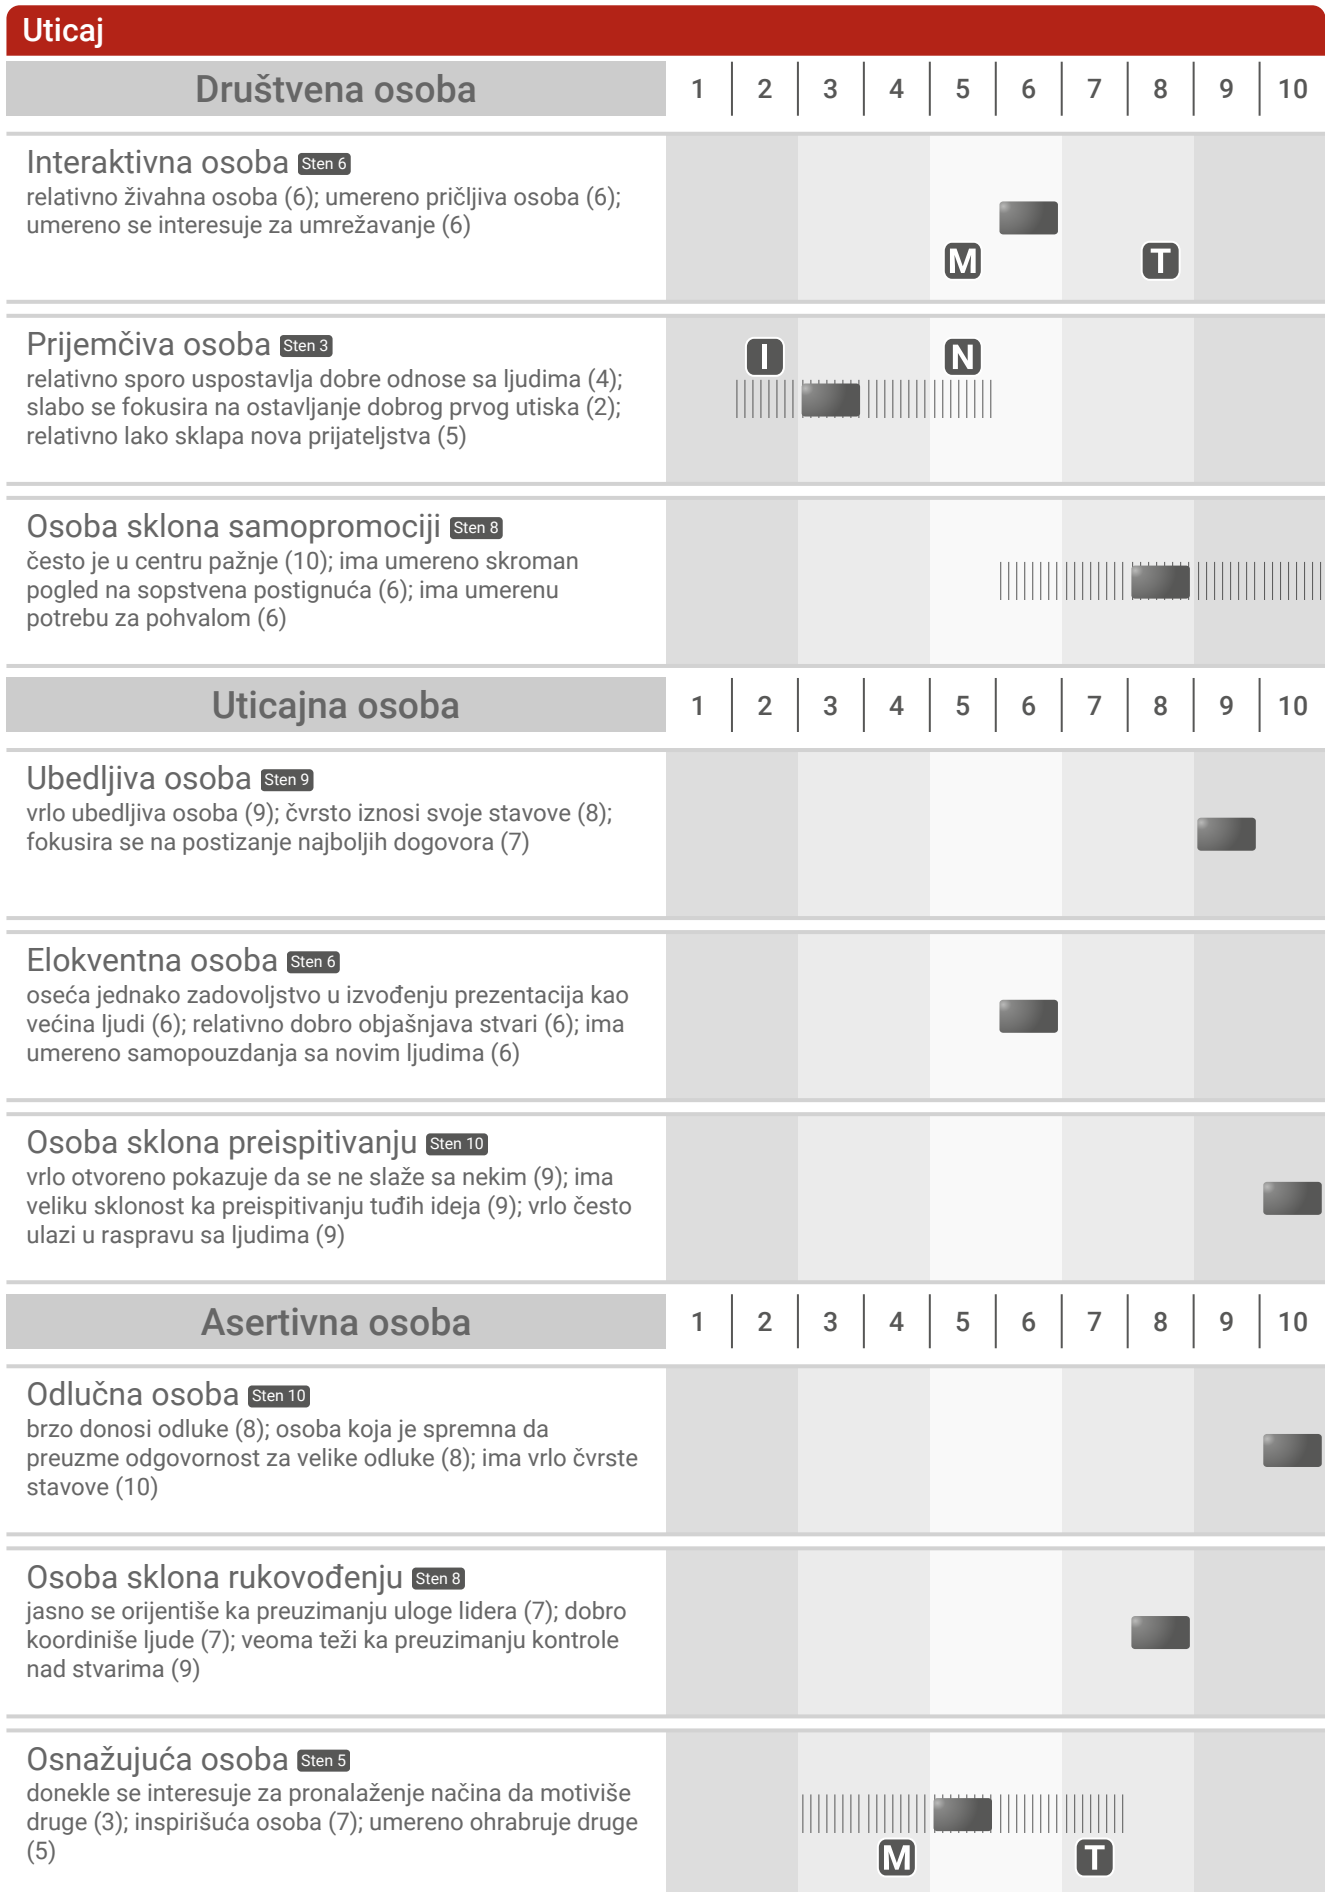 Uticaj
Društvena osoba 1 2 3 4 5 6 7 8 9 10
Interaktivna osoba Sten 6
relativno živahna osoba (6); umereno pričljiva osoba (6);
umereno se interesuje za umrežavanje (6)
M T
Prijemčiva osoba Sten 3
I N
relativno sporo uspostavlja dobre odnose sa ljudima (4);
slabo se fokusira na ostavljanje dobrog prvog utiska (2);
relativno lako sklapa nova prijateljstva (5)
Osoba sklona samopromociji Sten 8
često je u centru pažnje (10); ima umereno skroman
pogled na sopstvena postignuća (6); ima umerenu
potrebu za pohvalom (6)
Uticajna osoba 1 2 3 4 5 6 7 8 9 10
Ubedljiva osoba Sten 9
vrlo ubedljiva osoba (9); čvrsto iznosi svoje stavove (8);
fokusira se na postizanje najboljih dogovora (7)
Elokventna osoba Sten 6
oseća jednako zadovoljstvo u izvođenju prezentacija kao
većina ljudi (6); relativno dobro objašnjava stvari (6); ima
umereno samopouzdanja sa novim ljudima (6)
Osoba sklona preispitivanju Sten 10
vrlo otvoreno pokazuje da se ne slaže sa nekim (9); ima
veliku sklonost ka preispitivanju tuđih ideja (9); vrlo često
ulazi u raspravu sa ljudima (9)
Asertivna osoba 1 2 3 4 5 6 7 8 9 10
Odlučna osoba Sten 10
brzo donosi odluke (8); osoba koja je spremna da
preuzme odgovornost za velike odluke (8); ima vrlo čvrste
stavove (10)
Osoba sklona rukovođenju Sten 8
jasno se orijentiše ka preuzimanju uloge lidera (7); dobro
koordiniše ljude (7); veoma teži ka preuzimanju kontrole
nad stvarima (9)
Osnažujuća osoba Sten 5
donekle se interesuje za pronalaženje načina da motiviše
druge (3); inspirišuća osoba (7); umereno ohrabruje druge
(5)
M T